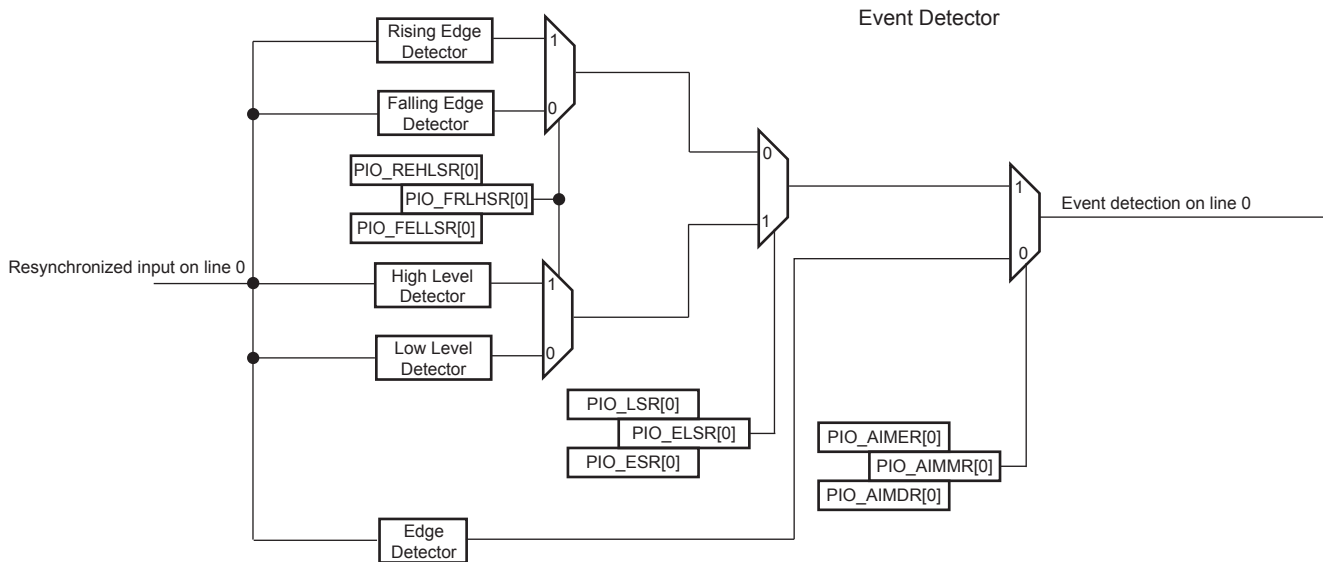 Event Detector
Rising Edge
Detector
1
Falling Edge
Detector
0
PIO_REHLSR[0]
PIO_FRLHSR[0]
PIO_FELLSR[0]
0
1
1
0
Event detection on line 0
Resynchronized input on line 0
High Level
Detector
1
Low Level
Detector
0
PIO_LSR[0]
PIO_ELSR[0]
PIO_ESR[0]
PIO_AIMER[0]
PIO_AIMMR[0]
PIO_AIMDR[0]
Edge
Detector